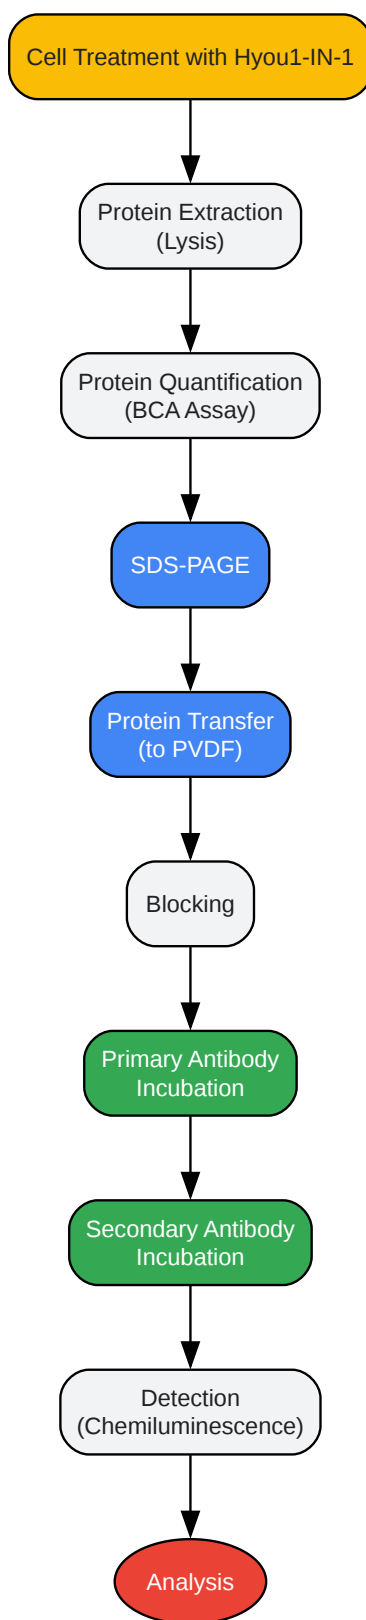 Cell Treatment with Hyou1-IN-1
Protein Extraction
(Lysis)
Protein Quantification
(BCA Assay)
SDS-PAGE
Protein Transfer
(to PVDF)
Blocking
Primary Antibody
Incubation
Secondary Antibody
Incubation
Detection
(Chemiluminescence)
Analysis